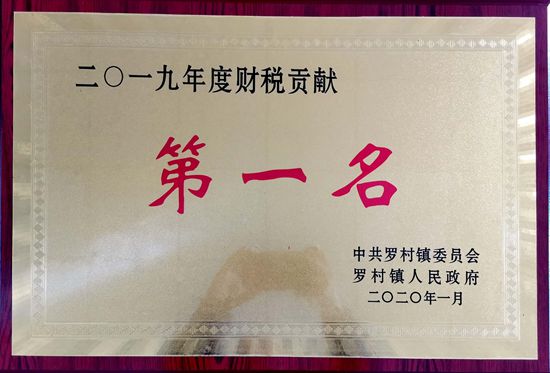 二〇一九年度财税贡献
第一名
中共罗村镇委员会
罗村镇人民政府
二〇二〇年一月